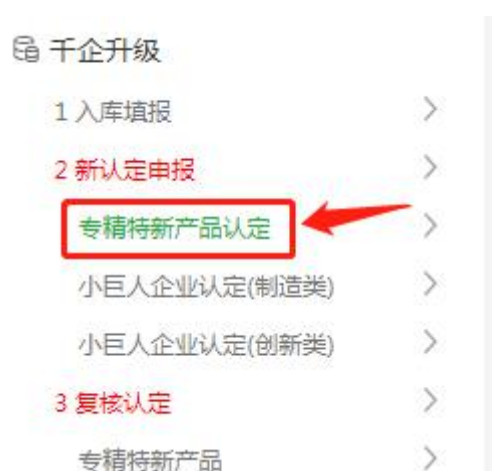 千企升级
1 入库填报
2 新认定申报
专精特新产品认定
小巨人企业认定(制造类)
小巨人企业认定(创新类)
3 复核认定
专精特新产品